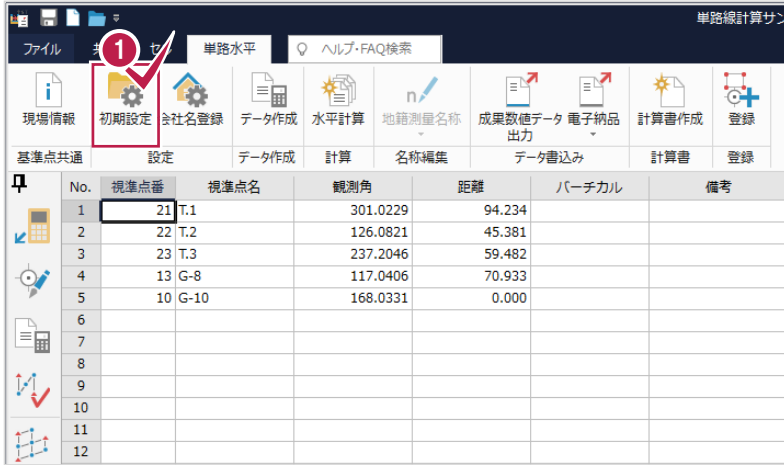 単路線計算サン
ファイル 1 セ 単路水平 ヘルプ・FAQ検索
現場情報 初期設定 会社名登録 データ作成 水平計算 地籍測量名称 成果数値データ出力 電子納品 計算書作成 登録
基準点共通 設定 データ作成 計算 名称編集 データ書込み 計算書 登録
No. 視準点番 視準点名 観測角 距離 バーチカル 備考
1 21 T.1 301.0229 94.234
2 22 T.2 126.0821 45.381
3 23 T.3 237.2046 59.482
4 13 G-8 117.0406 70.933
5 10 G-10 168.0331 0.000
6
7
8
9
10
11
12